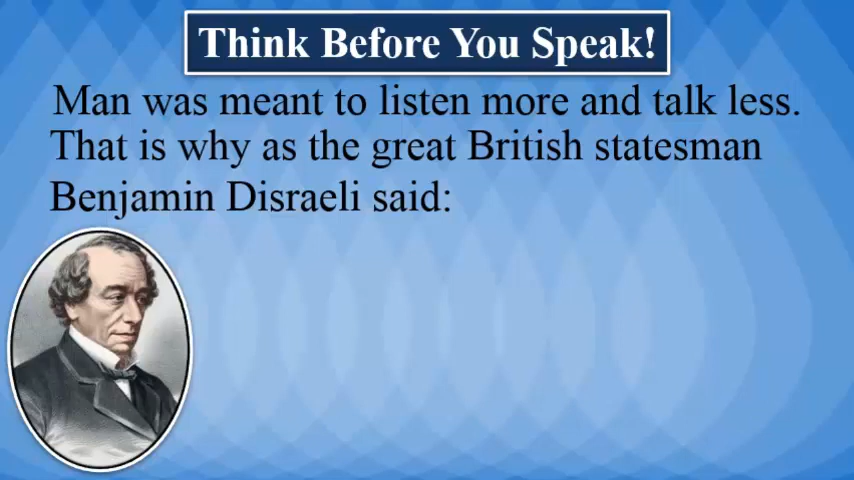 Think Before You Speak!
Man was meant to listen more and talk less.
That is why as the great British statesman
Benjamin Disraeli said: